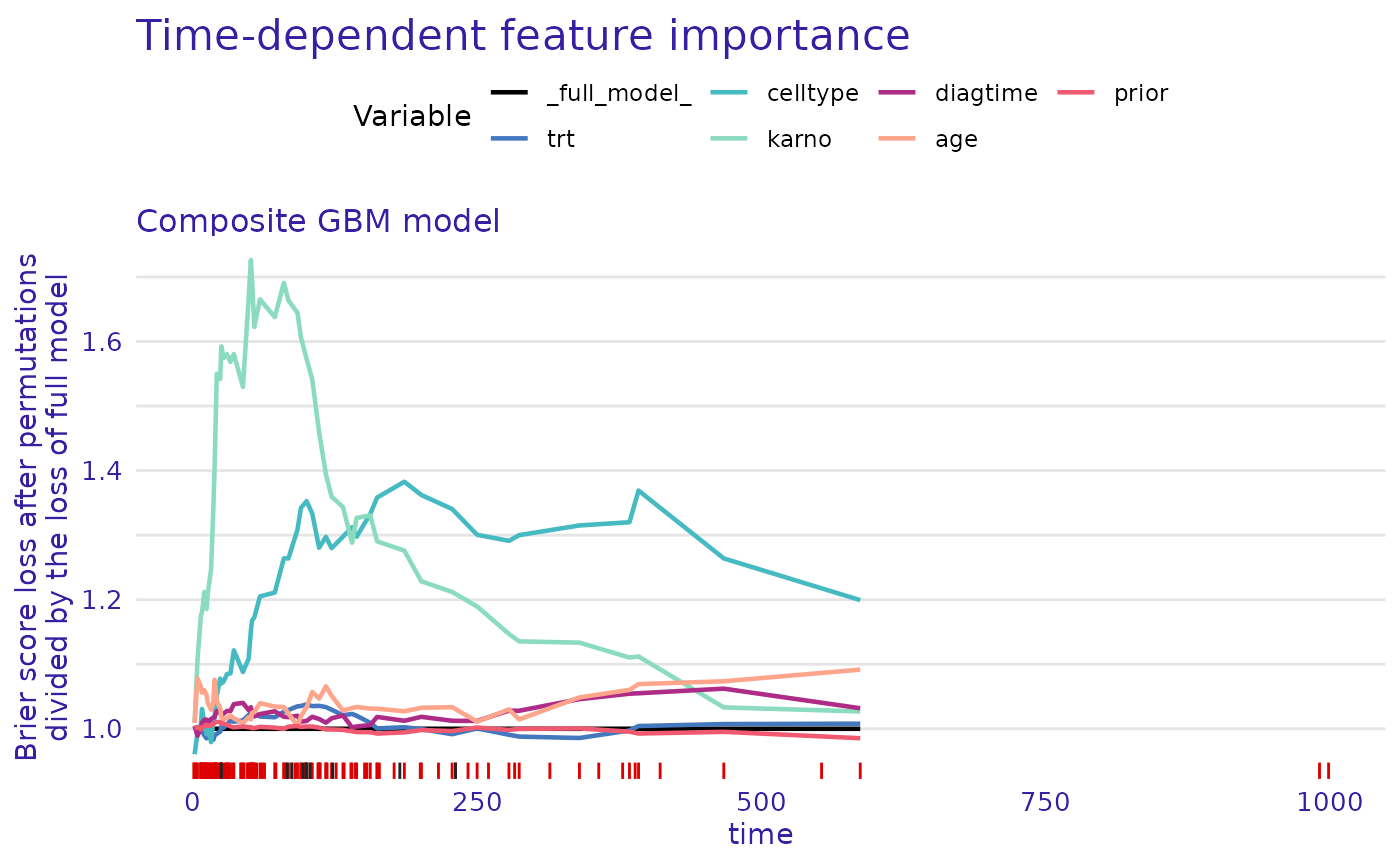 Time-dependent feature importance
Variable
_full_model_ celltype diagtime prior
trt karno age
Composite GBM model
Brier score loss after permutations
divided by the loss of full model
1.6
1.4
1.2
1.0
0 250 500 750 1000
time